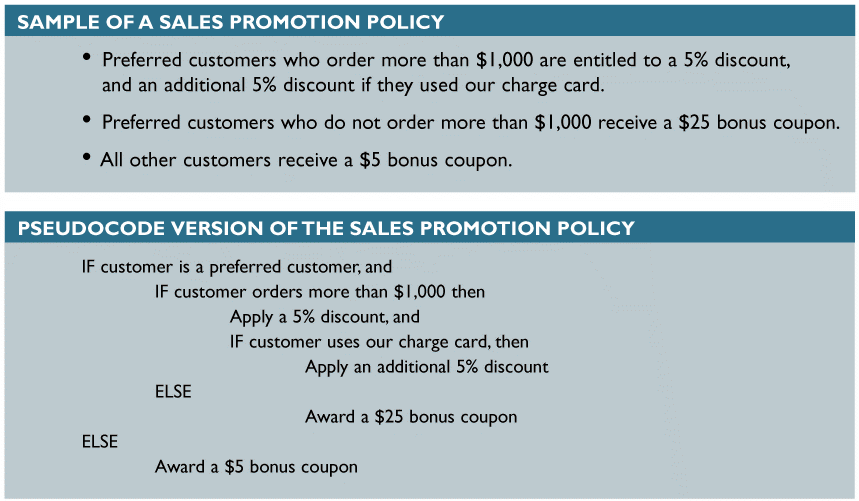 SAMPLE OF A SALES PROMOTION POLICY
• Preferred customers who order more than $1,000 are entitled to a 5% discount,
and an additional 5% discount if they used our charge card.
• Preferred customers who do not order more than $1,000 receive a $25 bonus coupon.
• All other customers receive a $5 bonus coupon.
PSEUDOCODE VERSION OF THE SALES PROMOTION POLICY
IF customer is a preferred customer, and
IF customer orders more than $1,000 then
Apply a 5% discount, and
IF customer uses our charge card, then
Apply an additional 5% discount
ELSE
Award a $25 bonus coupon
ELSE
Award a $5 bonus coupon